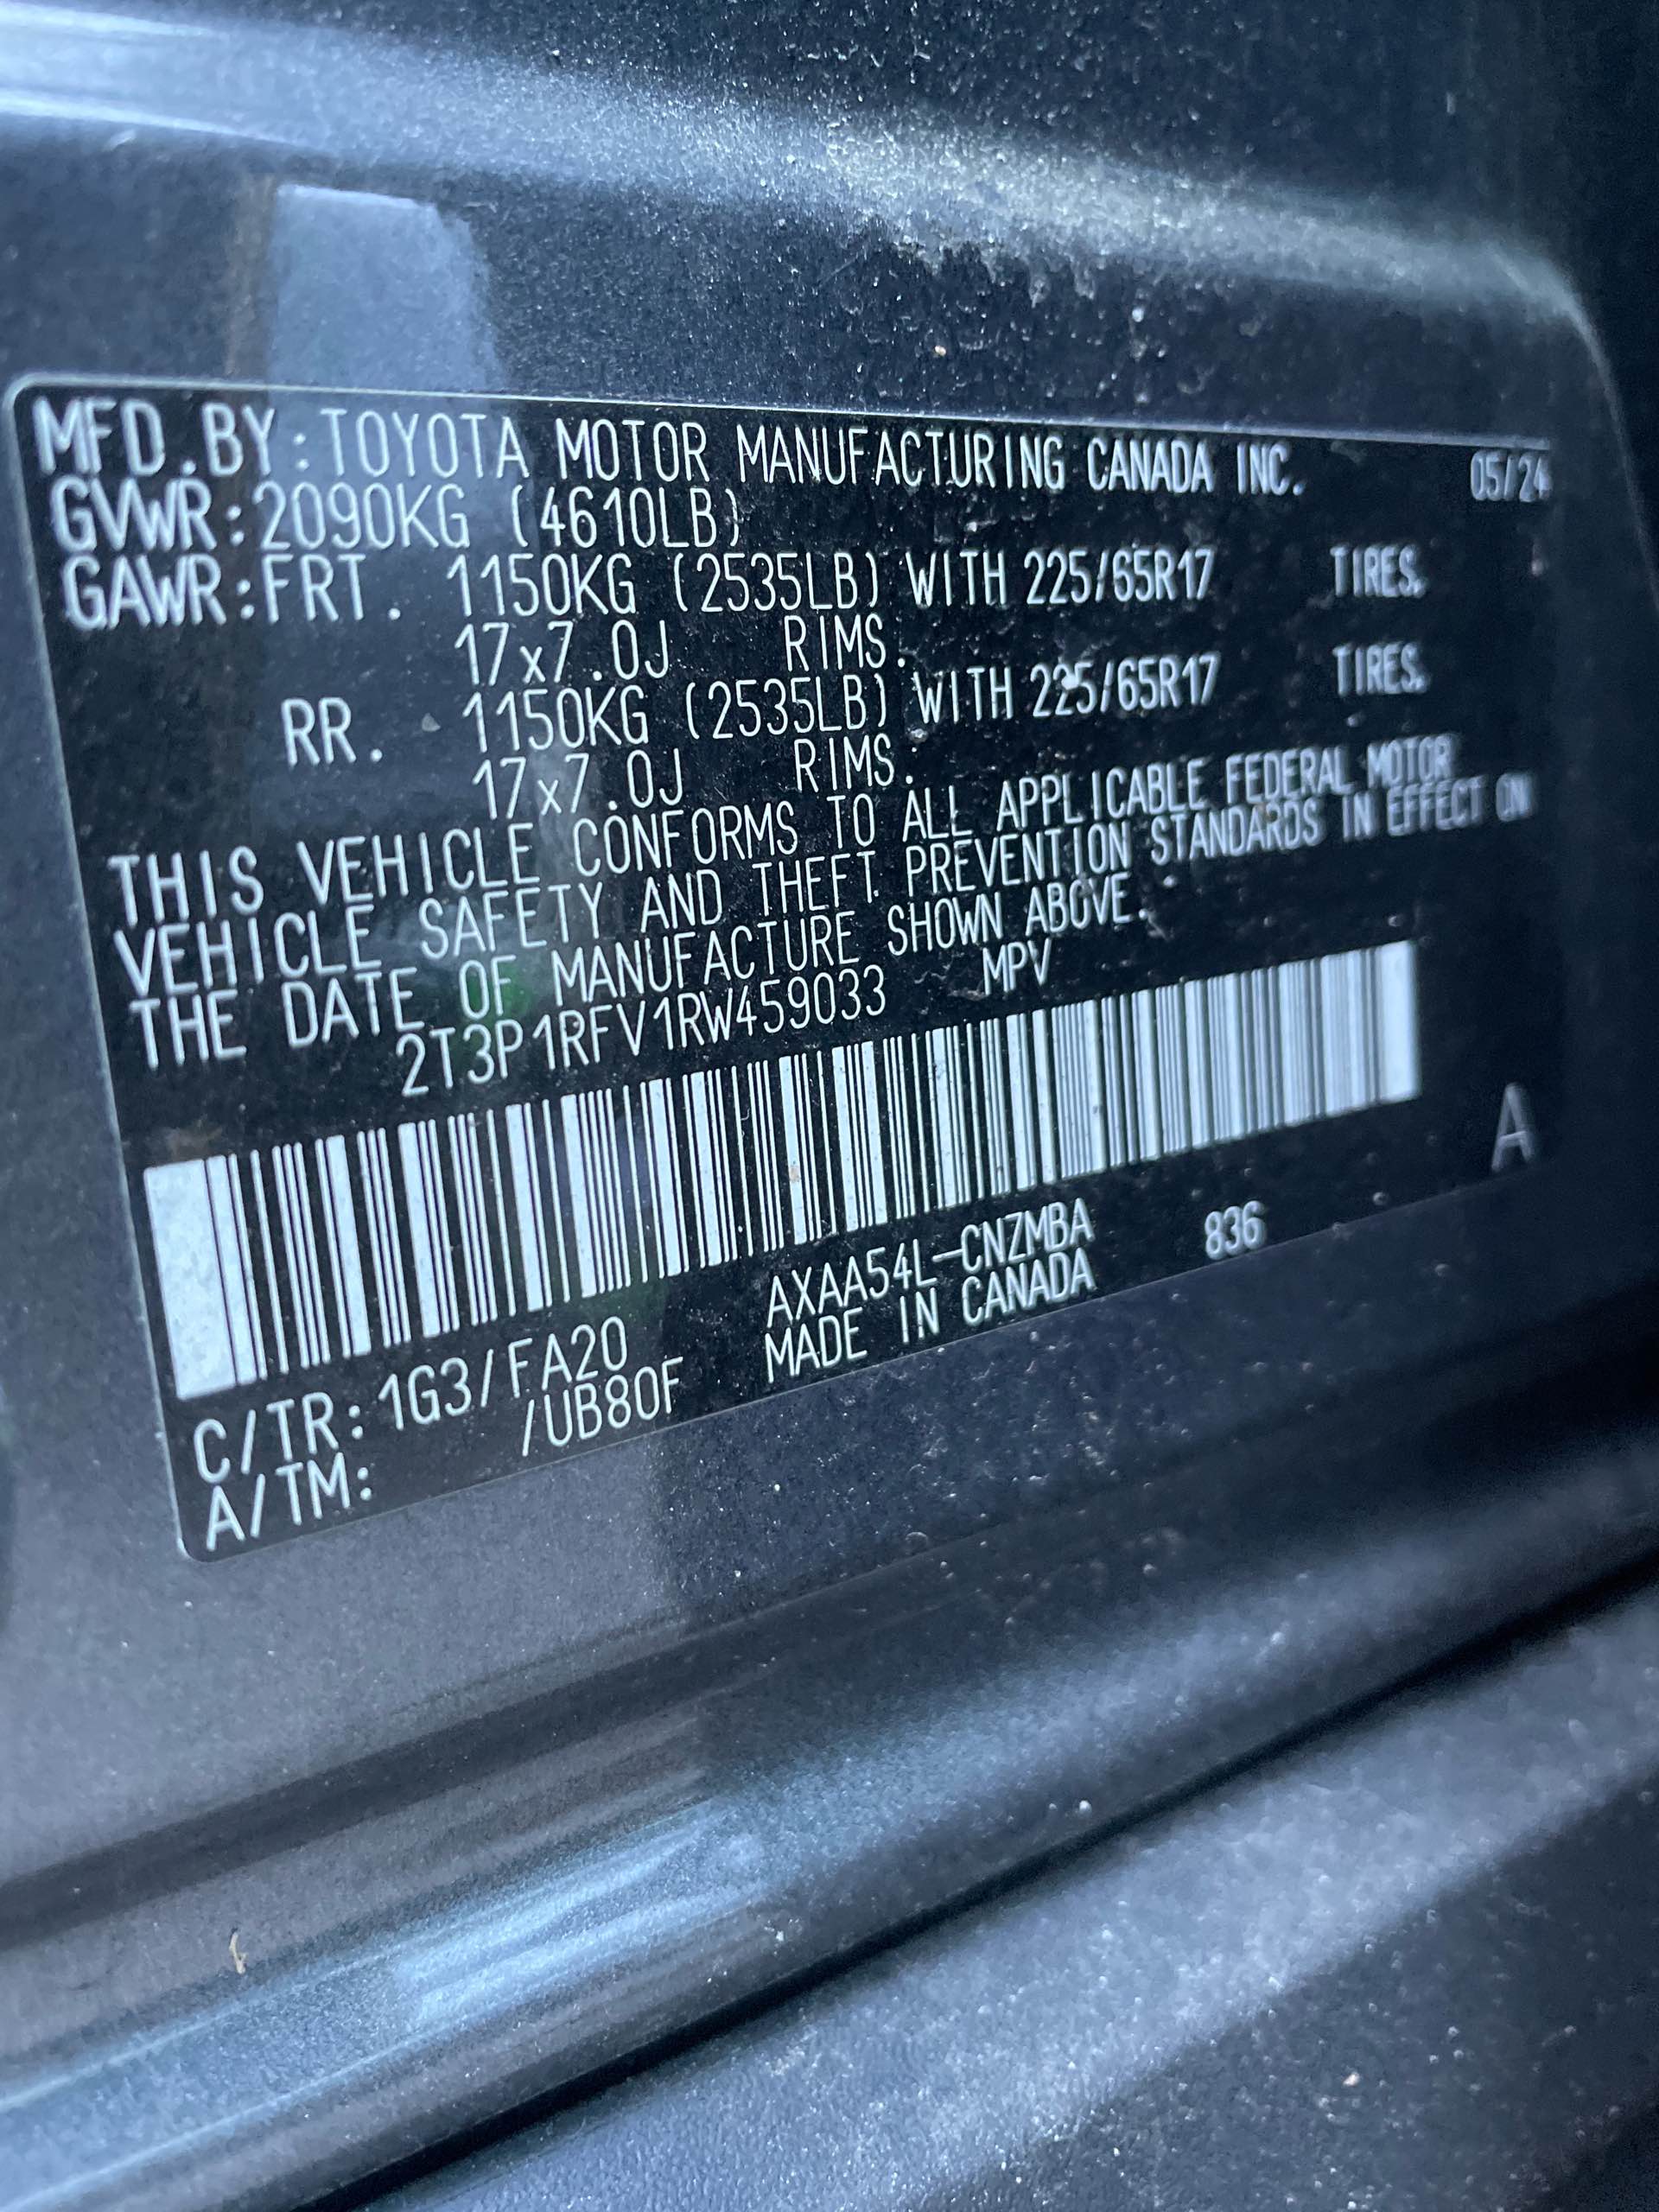 MFD.BY:TOYOTA MOTOR MANUFACTURING CANADA INC. 05/24
GVWR:2090KG (4610LB)
GAWR:FRT. 1150KG (2535LB) WITH 225/65R17 TIRES.
17x7.0J RIMS.
RR. 1150KG (2535LB) WITH 225/65R17 TIRES.
17x7.0J RIMS.
THIS VEHICLE CONFORMS TO ALL APPLICABLE FEDERAL MOTOR
VEHICLE SAFETY AND THEFT PREVENTION STANDARDS IN EFFECT ON
THE DATE OF MANUFACTURE SHOWN ABOVE.
2T3P1RFV1RW459033 MPV
A
C/TR:1G3/FA20 AXAA54L-CNZMBA 836
A/TM: /UB80F MADE IN CANADA